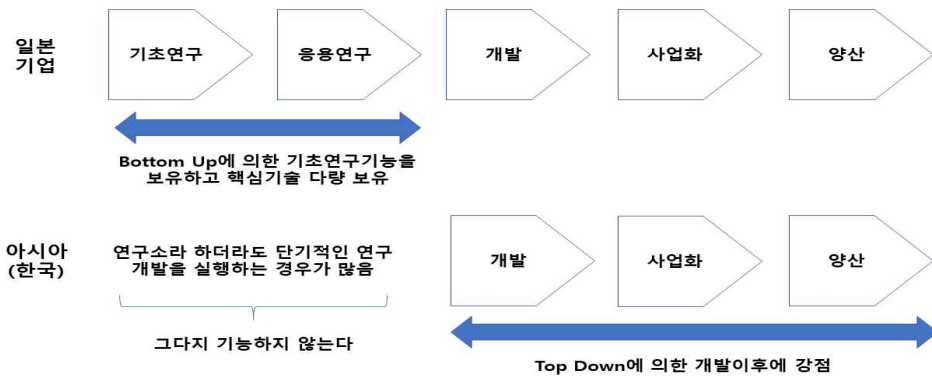 일본
기업
기초연구
응용연구
개발
사업화
양산
Bottom Up에 의한 기초연구기능을
보유하고 핵심기술 다량 보유
아시아
(한국)
연구소라 하더라도 단기적인 연구
개발을 실행하는 경우가 많음
개발
사업화
양산
그다지 기능하지 않는다
Top Down에 의한 개발이후에 강점